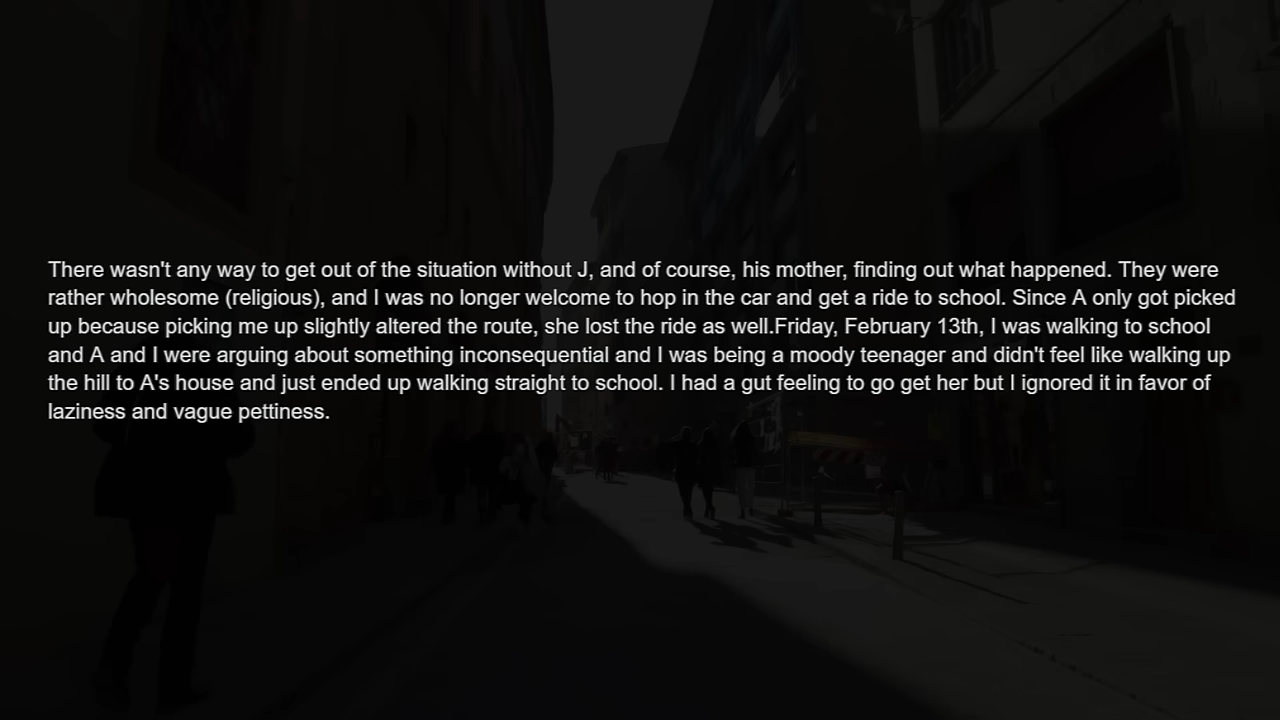 There wasn't any way to get out of the situation without J, and of course, his mother, finding out what happened. They were
rather wholesome (religious), and I was no longer welcome to hop in the car and get a ride to school. Since A only got picked
up because picking me up slightly altered the route, she lost the ride as well.Friday, February 13th, I was walking to school
and A and I were arguing about something inconsequential and I was being a moody teenager and didn't feel like walking up
the hill to A's house and just ended up walking straight to school. I had a gut feeling to go get her but I ignored it in favor of
laziness and vague pettiness.